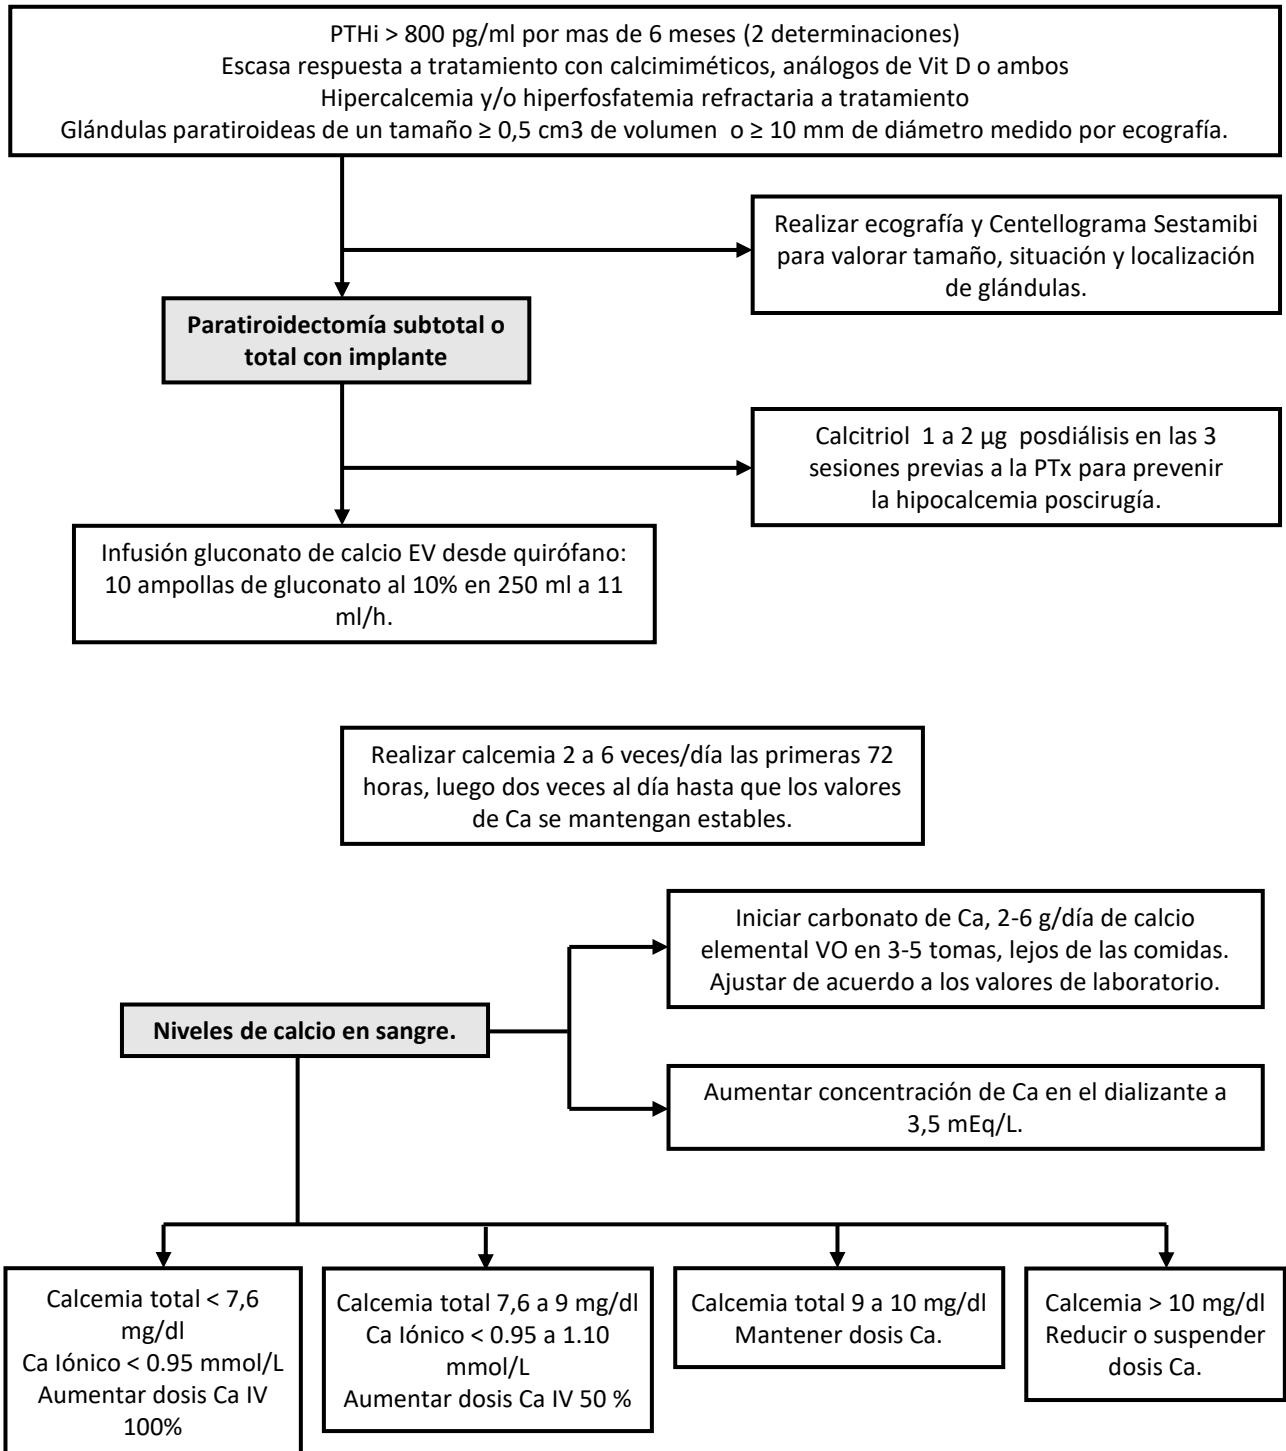 PTHi > 800 pg/ml por mas de 6 meses (2 determinaciones)
Escasa respuesta a tratamiento con calcimiméticos, análogos de Vit D o ambos
Hipercalcemia y/o hiperfosfatemia refractaria a tratamiento
Glándulas paratiroideas de un tamaño ≥ 0,5 cm3 de volumen o ≥ 10 mm de diámetro medido por ecografía.
Realizar ecografía y Centellograma Sestamibi
para valorar tamaño, situación y localización
de glándulas.
Paratiroidectomía subtotal o
total con implante
Calcitriol 1 a 2 µg posdiálisis en las 3
sesiones previas a la PTx para prevenir
la hipocalcemia poscirugía.
Infusión gluconato de calcio EV desde quirófano:
10 ampollas de gluconato al 10% en 250 ml a 11
ml/h.
Realizar calcemia 2 a 6 veces/día las primeras 72
horas, luego dos veces al día hasta que los valores
de Ca se mantengan estables.
Iniciar carbonato de Ca, 2-6 g/día de calcio
elemental VO en 3-5 tomas, lejos de las comidas.
Ajustar de acuerdo a los valores de laboratorio.
Niveles de calcio en sangre.
Aumentar concentración de Ca en el dializante a
3,5 mEq/L.
Calcemia total < 7,6
mg/dl
Ca Iónico < 0.95 mmol/L
Aumentar dosis Ca IV
100%
Calcemia total 7,6 a 9 mg/dl
Ca Iónico < 0.95 a 1.10
mmol/L
Aumentar dosis Ca IV 50 %
Calcemia total 9 a 10 mg/dl
Mantener dosis Ca.
Calcemia > 10 mg/dl
Reducir o suspender
dosis Ca.